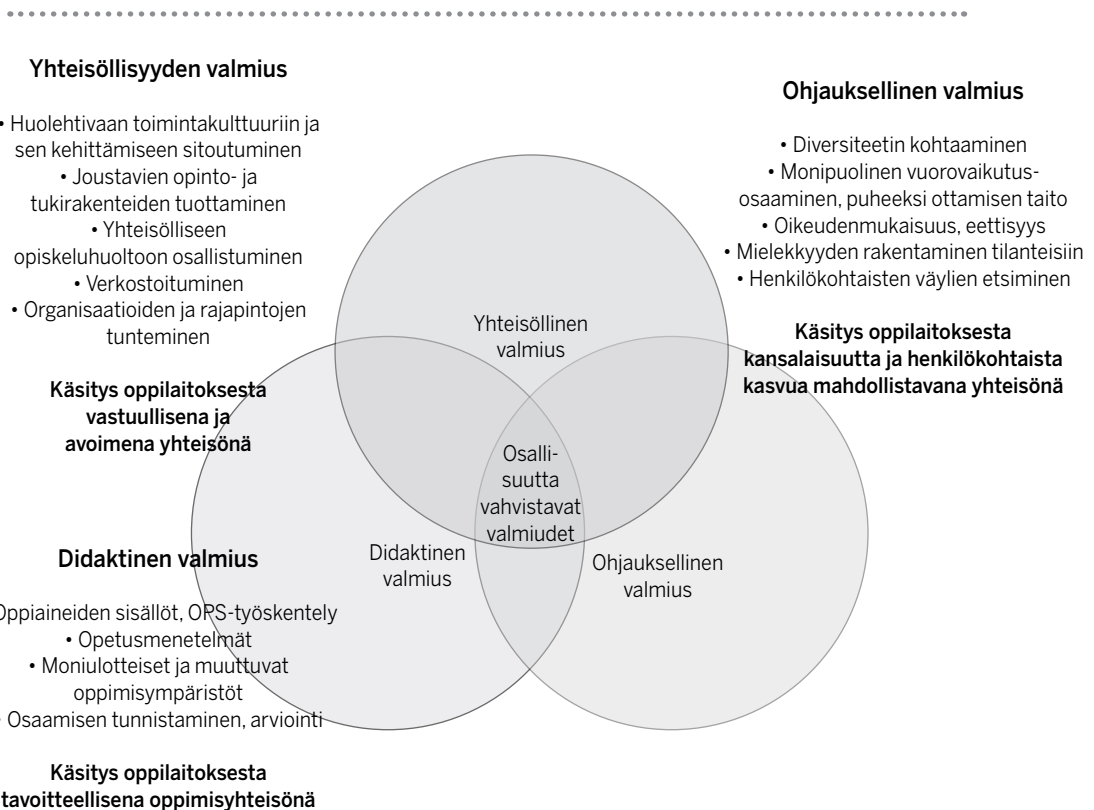 Yhteisöllisyyden valmius
• Huolehtivaan toimintakulttuuriin ja
sen kehittämiseen sitoutuminen
• Joustavien opinto- ja
tukirakenteiden tuottaminen
• Yhteisölliseen
opiskeluhuoltoon osallistuminen
• Verkostoituminen
• Organisaatioiden ja rajapintojen
tunteminen
Käsitys oppilaitoksesta
vastuullisena ja
avoimena yhteisönä
Didaktinen valmius
Oppiaineiden sisällöt, OPS-työskentely
• Opetusmenetelmät
• Moniulotteiset ja muuttuvat
oppimisympäristöt
Osaamisen tunnistaminen, arviointi
Käsitys oppilaitoksesta
tavoitteellisena oppimisyhteisönä
Yhteisöllinen
valmius
Osalli-
suutta
vahvistavat
valmiudet
Didaktinen
valmius
Ohjauksellinen
valmius
Ohjauksellinen valmius
• Diversiteetin kohtaaminen
• Monipuolinen vuorovaikutus-
osaaminen, puheeksi ottamisen taito
• Oikeudenmukaisuus, eettisyys
• Mielekkyyden rakentaminen tilanteisiin
• Henkilökohtaisten väylien etsiminen
Käsitys oppilaitoksesta
kansalaisuutta ja henkilökohtaista
kasvua mahdollistavana yhteisönä